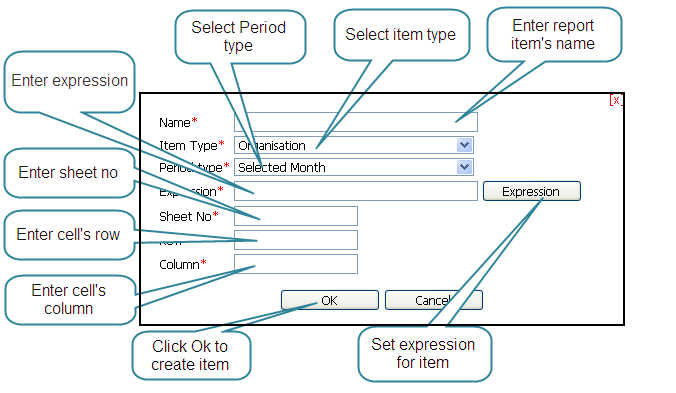 Select Period
type
Select item type
Enter report
item's name
Enter expression
[x]
Name*
Item Type*
Organisation
Period type*
Selected Month
Enter sheet no
Expression*
Expression
Sheet No*
Enter cell's row
Column*
Enter cell's
column
OK
Cancel
Click Ok to
create item
Set expression
for item